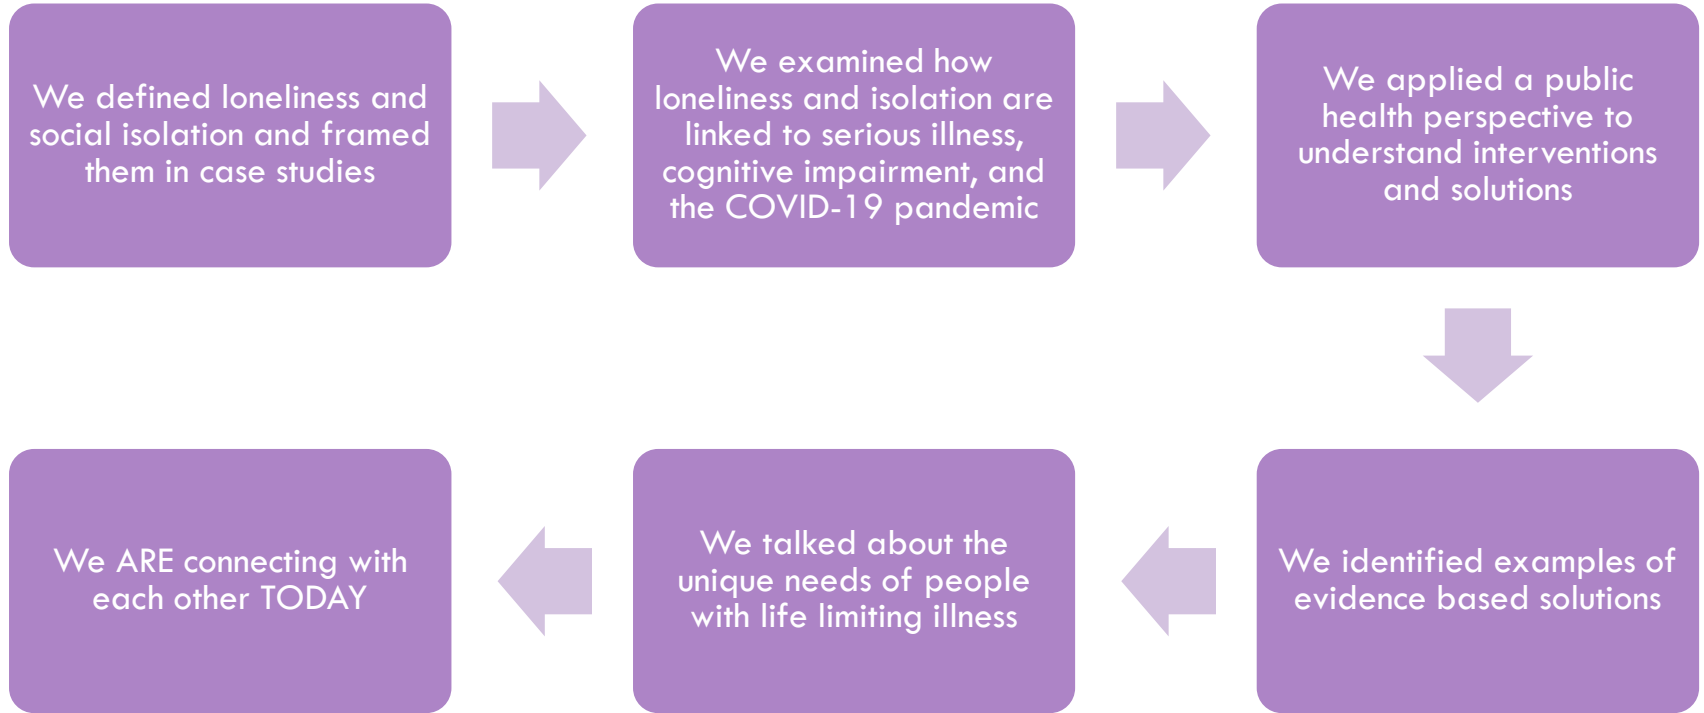 We defined loneliness and
social isolation and framed
them in case studies
We examined how
loneliness and isolation are
linked to serious illness,
cognitive impairment, and
the COVID-19 pandemic
We applied a public
health perspective to
understand interventions
and solutions
We identified examples of
evidence based solutions
We talked about the
unique needs of people
with life limiting illness
We ARE connecting with
each other TODAY